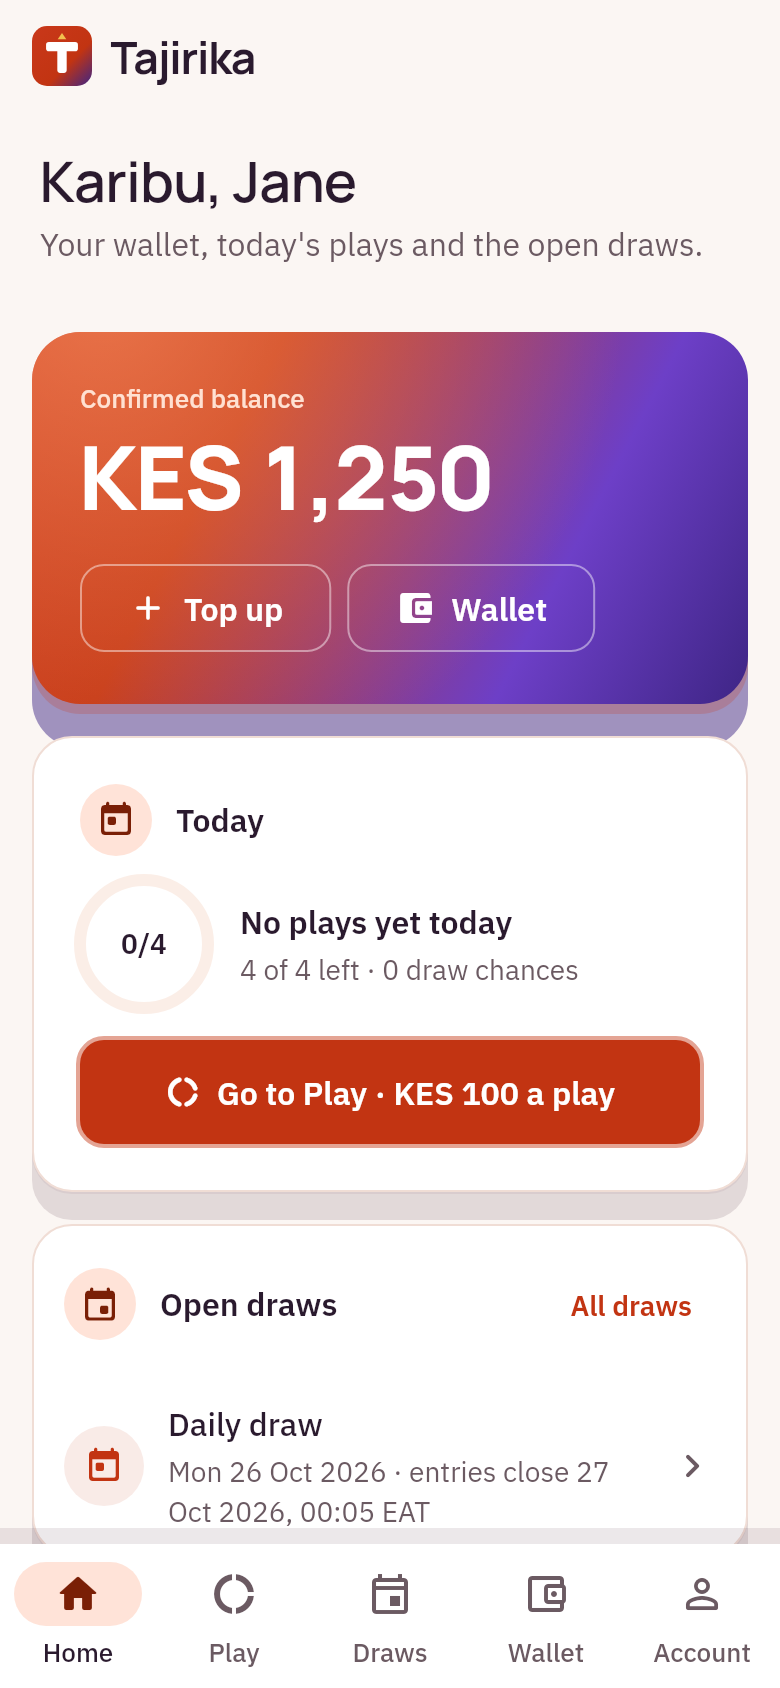 Tajirika
Karibu, Jane
Your wallet, today's plays and the open draws.
Confirmed balance
KES 1,250
Top up
Wallet
Today
0/4
No plays yet today
4 of 4 left · 0 draw chances
Go to Play · KES 100 a play
Open draws
All draws
Daily draw
Mon 26 Oct 2026 · entries close 27
Oct 2026, 00:05 EAT
Home
Play
Draws
Wallet
Account